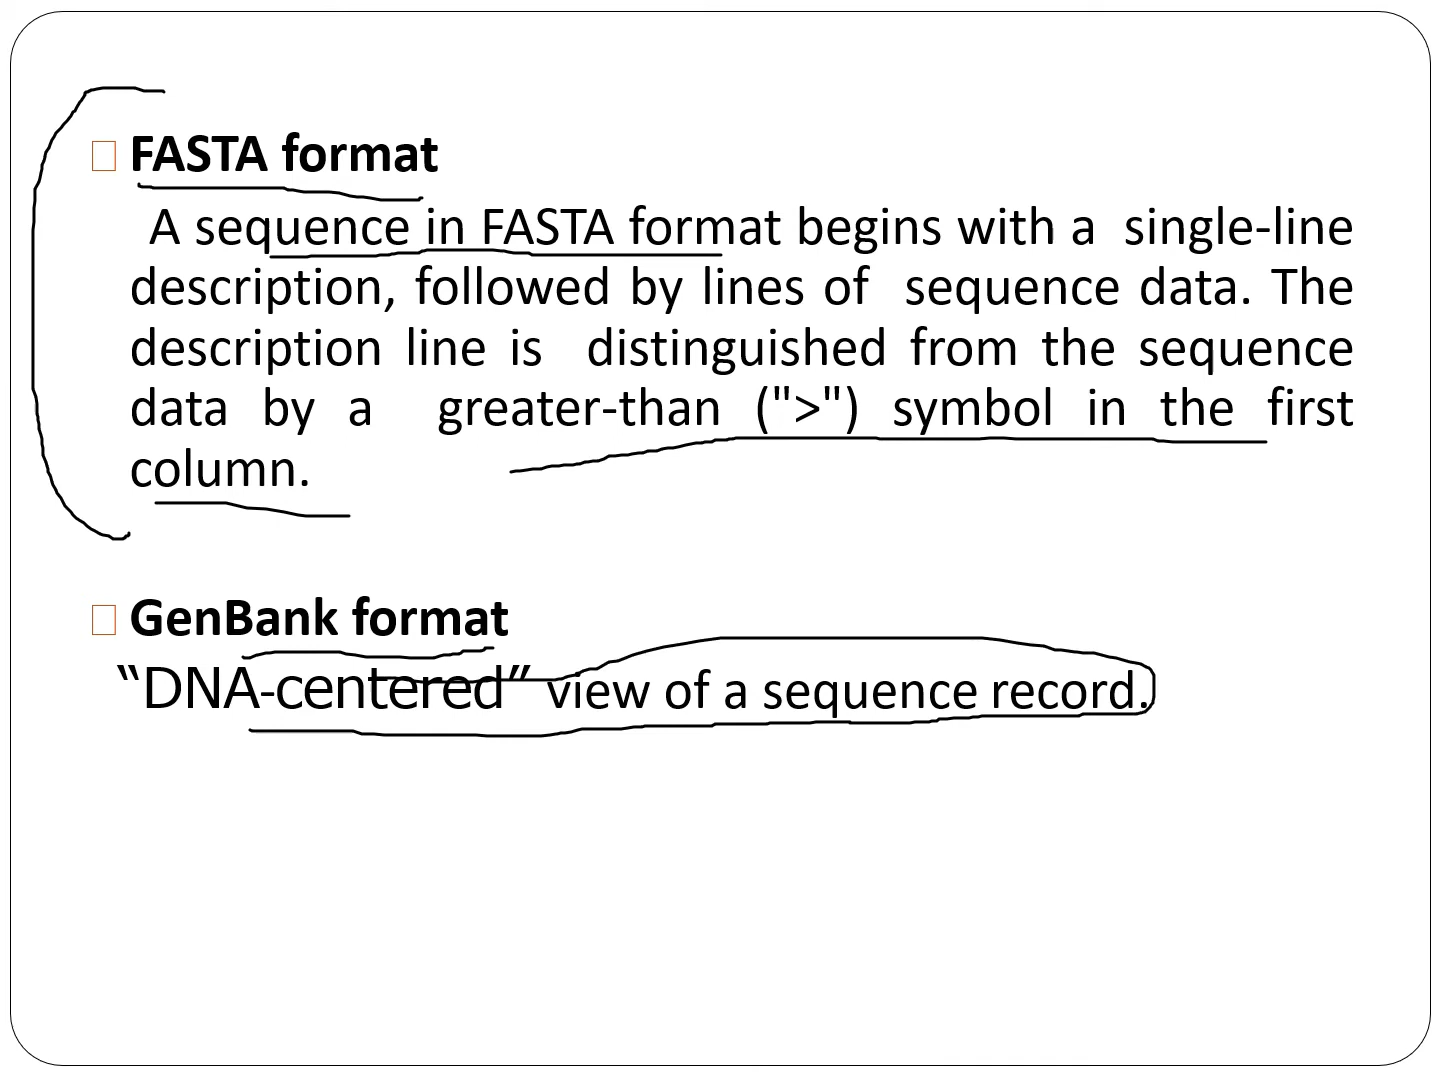 FASTA format
A sequence in FASTA format begins with a single-line
description, followed by lines of sequence data. The
description line is distinguished from the sequence
data by a greater-than (">") symbol in the first
column.
GenBank format
“DNA-centered” view of a sequence record.